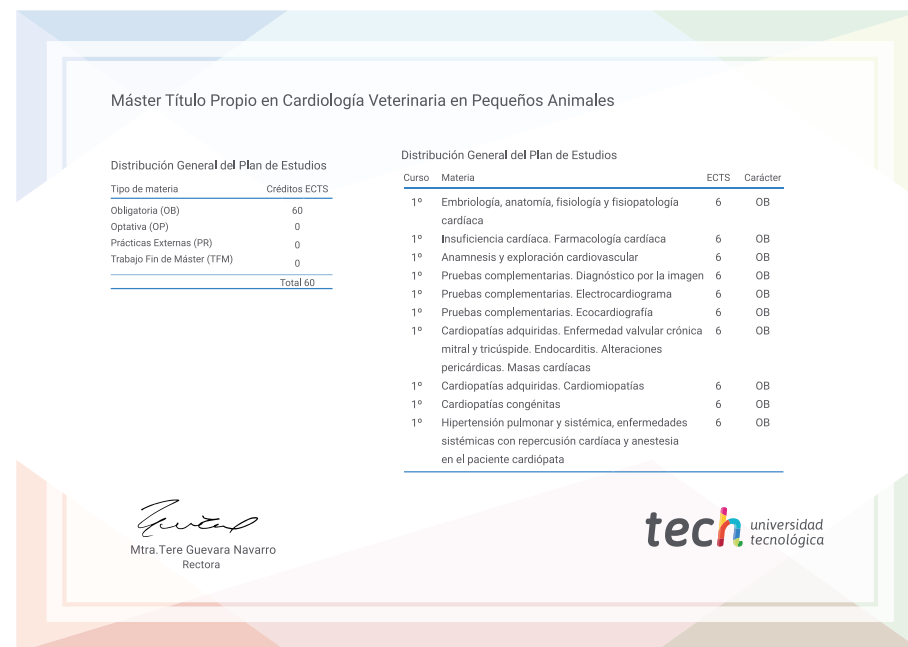 Máster Título Propio en Cardiología Veterinaria en Pequeños Animales
Distribución General del Plan de Estudios
Tipo de materia Créditos ECTS
Obligatoria (OB) 60
Optativa (OP) 0
Prácticas Externas (PR) 0
Trabajo Fin de Máster (TFM) 0
Total 60
Distribución General del Plan de Estudios
Curso Materia ECTS Carácter
1º Embriología, anatomía, fisiología y fisiopatología 6 OB
cardíaca
1º Insuficiencia cardíaca. Farmacología cardíaca 6 OB
1º Anamnesis y exploración cardiovascular 6 OB
1º Pruebas complementarias. Diagnóstico por la imagen 6 OB
1º Pruebas complementarias. Electrocardiograma 6 OB
1º Pruebas complementarias. Ecocardiografía 6 OB
1º Cardiopatías adquiridas. Enfermedad valvular crónica 6 OB
mitral y tricúspide. Endocarditis. Alteraciones
pericárdicas. Masas cardíacas
1º Cardiopatías adquiridas. Cardiomiopatías 6 OB
1º Cardiopatías congénitas 6 OB
1º Hipertensión pulmonar y sistémica, enfermedades 6 OB
sistémicas con repercusión cardíaca y anestesia
en el paciente cardiópata
Mtra.Tere Guevara Navarro
Rectora
tech universidad
tecnológica